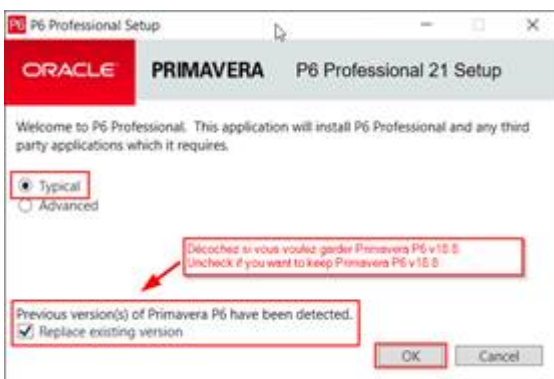 P6 P6 Professional Setup
ORACLE PRIMAVERA P6 Professional 21 Setup
Welcome to P6 Professional. This application will install P6 Professional and any third
party applications which it requires.
Typical
Advanced
Décochez si vous voulez garder Primavera P6 v18.8
Uncheck if you want to keep Primavera P6 v18.8
Previous version(s) of Primavera P6 have been detected.
Replace existing version
OK Cancel